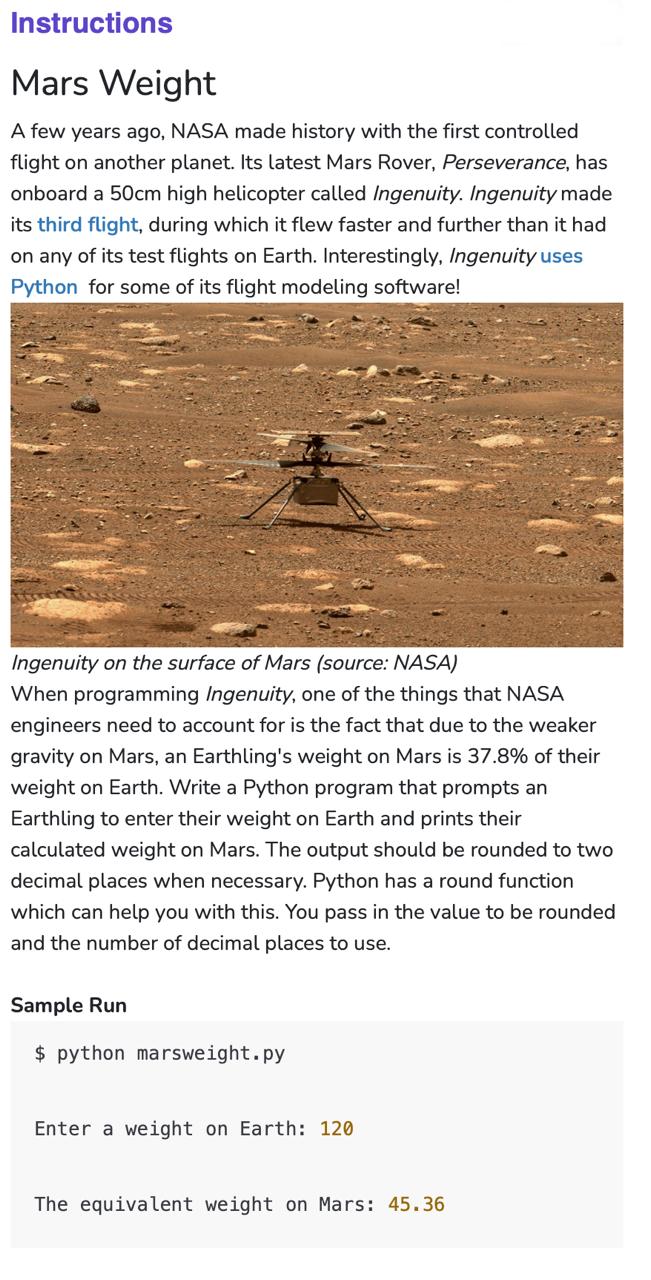 Instructions
Mars Weight
A few years ago, NASA made history with the first controlled
flight on another planet. Its latest Mars Rover, Perseverance, has
onboard a 50cm high helicopter called Ingenuity. Ingenuity made
its third flight, during which it flew faster and further than it had
on any of its test flights on Earth. Interestingly, Ingenuity uses
Python for some of its flight modeling software!
Ingenuity on the surface of Mars (source: NASA)
When programming Ingenuity, one of the things that NASA
engineers need to account for is the fact that due to the weaker
gravity on Mars, an Earthling's weight on Mars is 37.8% of their
weight on Earth. Write a Python program that prompts an
Earthling to enter their weight on Earth and prints their
calculated weight on Mars. The output should be rounded to two
decimal places when necessary. Python has a round function
which can help you with this. You pass in the value to be rounded
and the number of decimal places to use.
Sample Run
$ python marsweight.py
Enter a weight on Earth: 120
The equivalent weight on Mars: 45.36